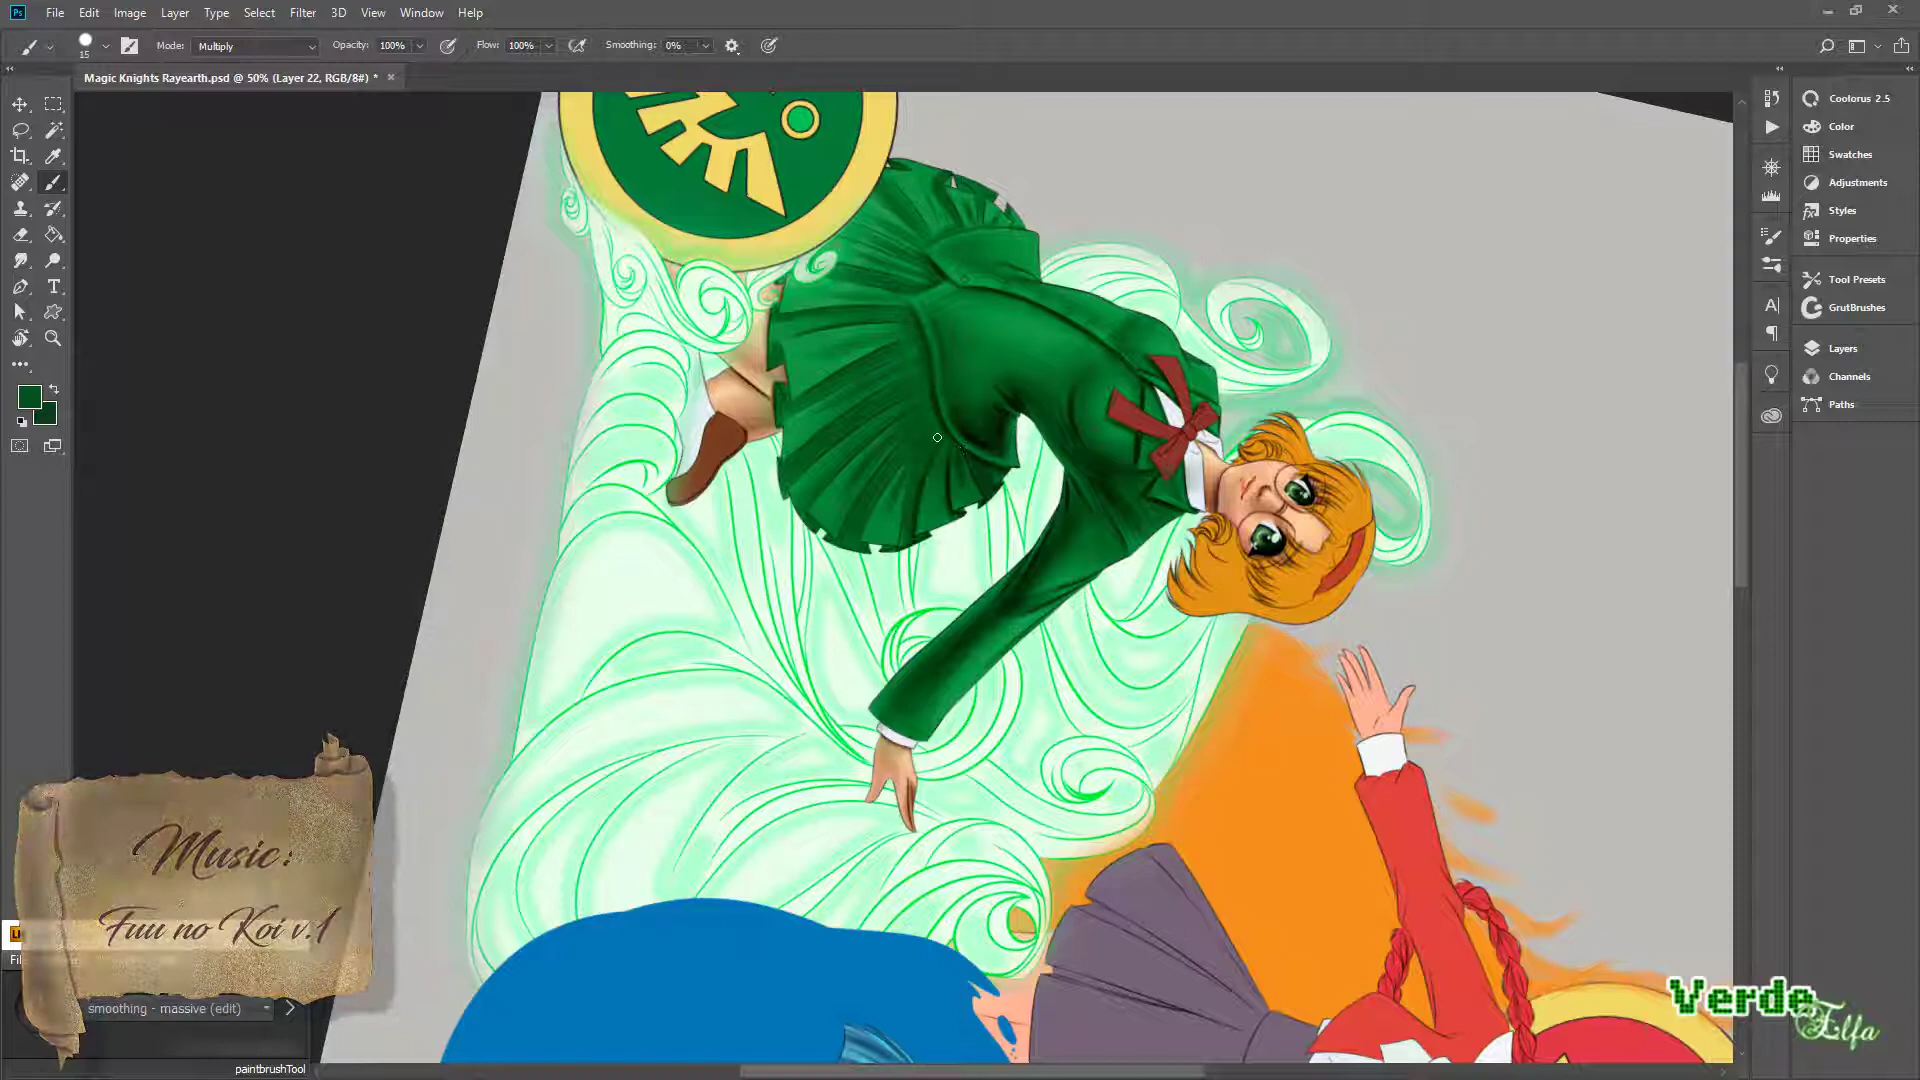 File Edit Image Layer Type Select Filter 3D View Window Help
15 Mode: Multiply Opacity: 100% Flow: 100% Smoothing: 0%
Magic Knights Rayearth.psd @ 50% (Layer 22, RGB/8#) *
Coolorus 2.5
Color
Swatches
Adjustments
Styles
Properties
Tool Presets
GrutBrushes
Layers
Channels
Paths
Music:
Fuu no Koi v.1
smoothing - massive (edit)
paintbrushTool
Verde
Elfa